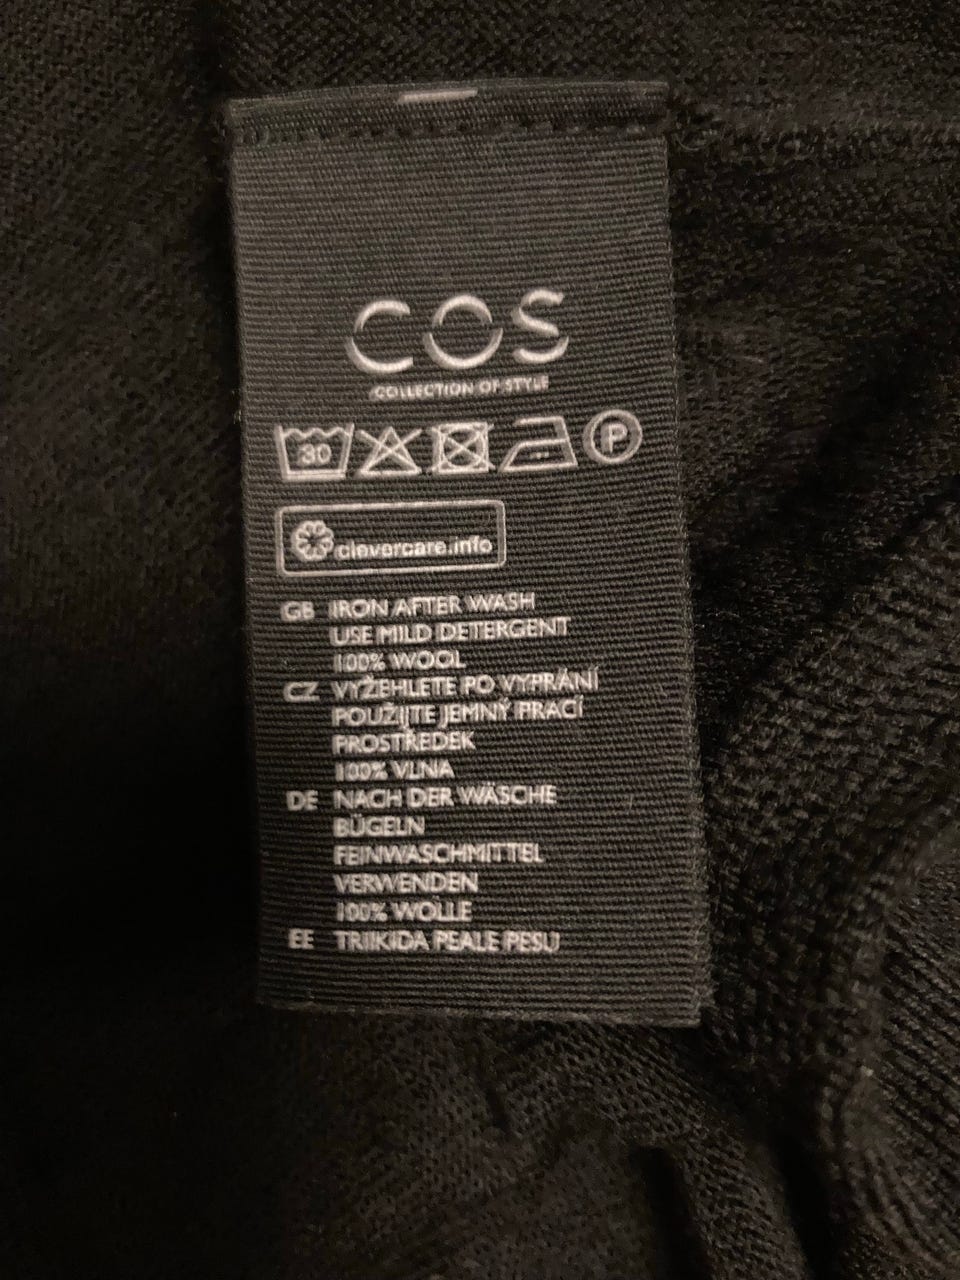 COS
COLLECTION OF STYLE
30 P
clevercare.info
GB IRON AFTER WASH
USE MILD DETERGENT
100% WOOL
CZ VYŽEHLETE PO VYPRÁNÍ
POUŽIJTE JEMNÝ PRACÍ
PROSTŘEDEK
100% VLNA
DE NACH DER WÄSCHE
BÜGELN
FEINWASCHMITTEL
VERWENDEN
100% WOLLE
EE TRIIKIDA PEALE PESU